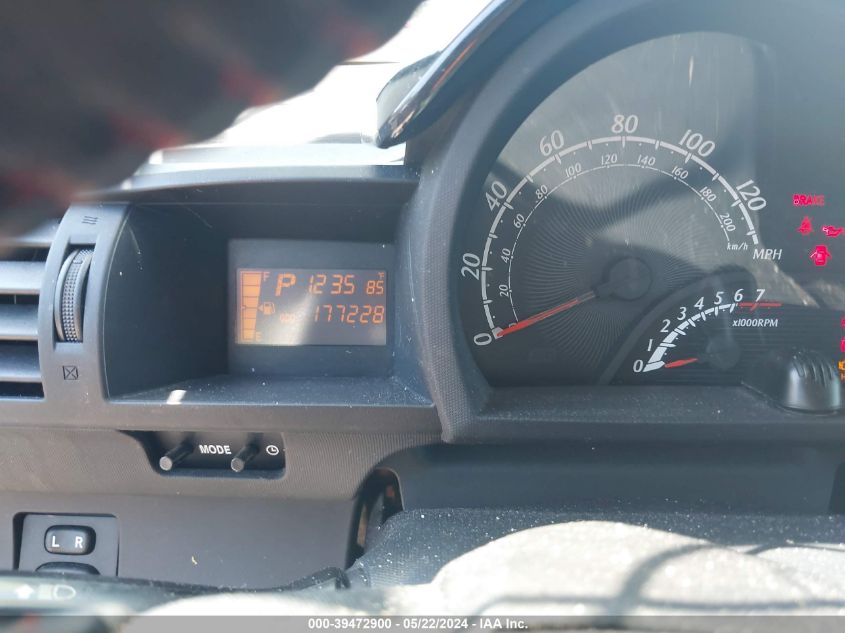 F
P 12:35 °F 85
E
ODO 177228
MODE
L R
0 20 40 60 80 100 120
MPH
20 40 60 80 100 120 140 160 180 200
km/h
0 1 2 3 4 5 6 7
x1000RPM
BRAKE
000-39472900 - 05/22/2024 - IAA Inc.